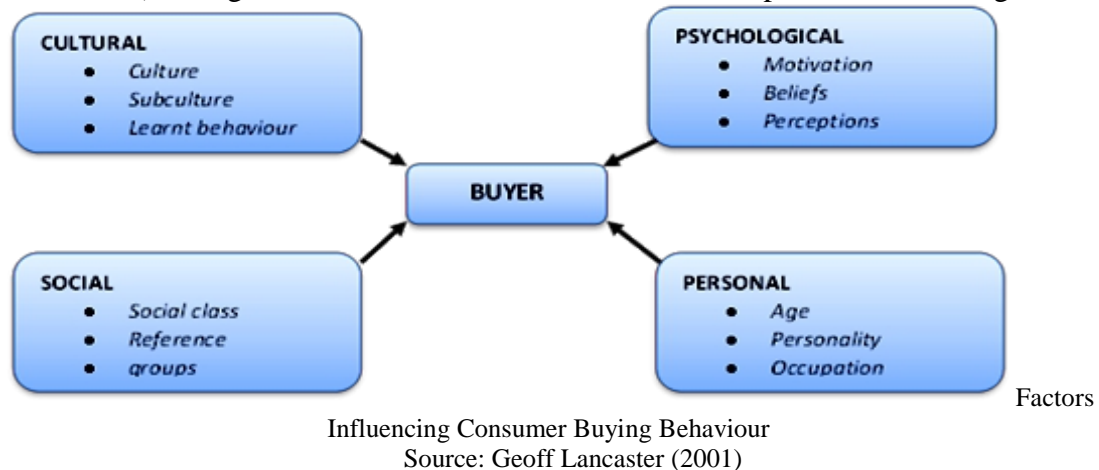 CULTURAL
● Culture
● Subculture
● Learnt behaviour
PSYCHOLOGICAL
● Motivation
● Beliefs
● Perceptions
BUYER
SOCIAL
● Social class
● Reference
● groups
PERSONAL
● Age
● Personality
● Occupation
Factors
Influencing Consumer Buying Behaviour
Source: Geoff Lancaster (2001)